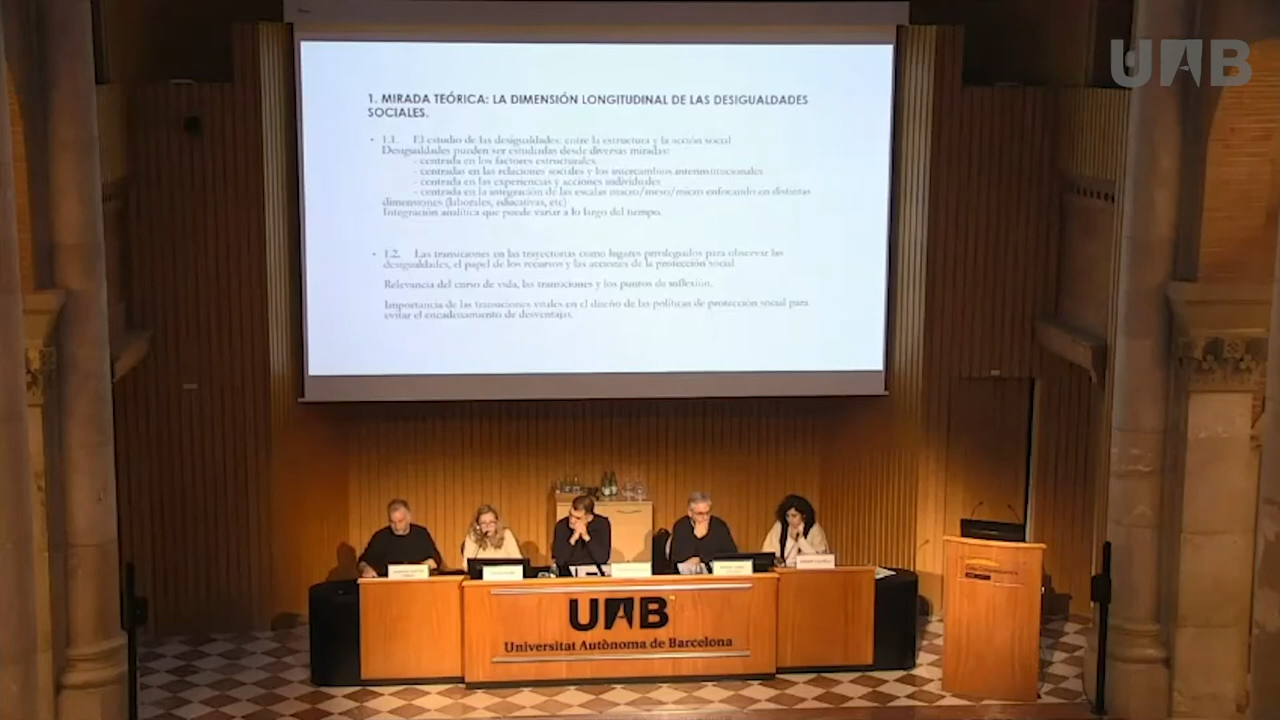 UAB
1. MIRADA TEÓRICA: LA DIMENSIÓN LONGITUDINAL DE LAS DESIGUALDADES
SOCIALES.
• 1.1. El estudio de las desigualdades: entre la estructura y la acción social
Desigualdades pueden ser estudiadas desde diversas miradas:
- centrada en los factores estructurales.
- centradas en las relaciones sociales y los intercambios interinstitucionales
- centrada en las experiencias y acciones individuales
- centrada en la integración de las escalas macro/meso/micro enfocando en distintas
dimensiones (laborales, educativas, etc)
Integración analítica que puede variar a lo largo del tiempo.
• 1.2. Las transiciones en las trayectorias como lugares privilegiados para observar las
desigualdades, el papel de los recursos y las acciones de la protección social
Relevancia del curso de vida, las transiciones y los puntos de inflexión.
Importancia de las transiciones vitales en el diseño de las políticas de protección social para
evitar el encadenamiento de desventajas.
UAB
Universitat Autònoma de Barcelona